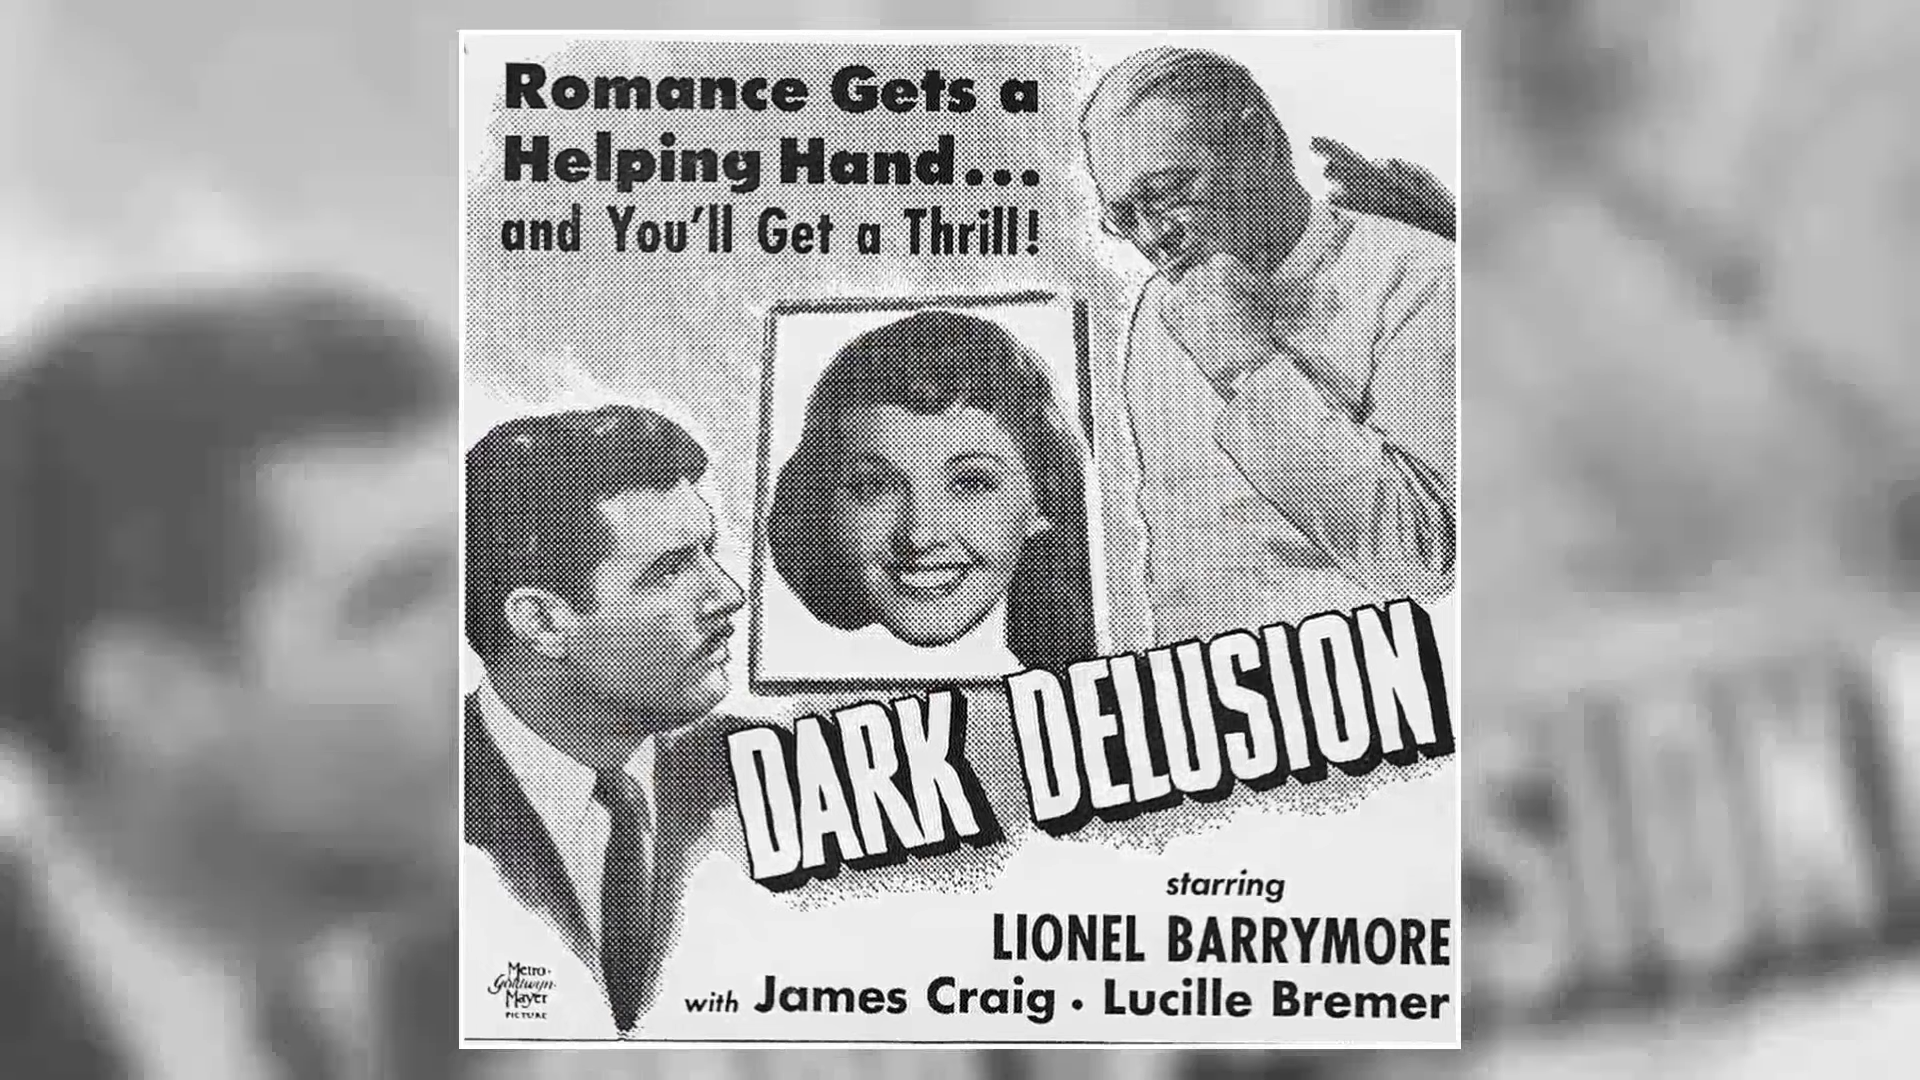 Romance Gets a
Helping Hand...
and You'll Get a Thrill!
DARK DELUSION
starring
LIONEL BARRYMORE
with James Craig • Lucille Bremer
Metro-
Goldwyn-
Mayer
PICTURE